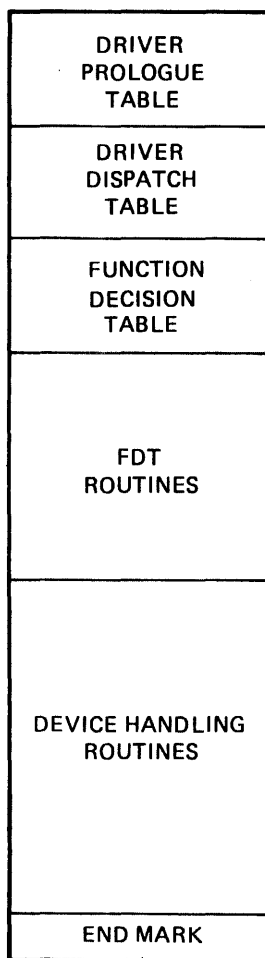 DRIVER
PROLOGUE
TABLE
DRIVER
DISPATCH
TABLE
FUNCTION
DECISION
TABLE
FDT
ROUTINES
DEVICE HANDLING
ROUTINES
END MARK